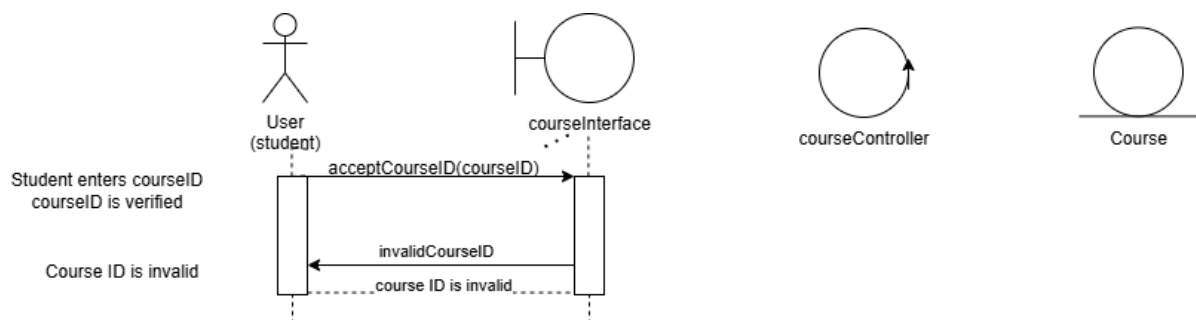 User
(student)
courseInterface
courseController
Course
Student enters courseID
courseID is verified
acceptCourseID(courseID)
invalidCourseID
Course ID is invalid
course ID is invalid